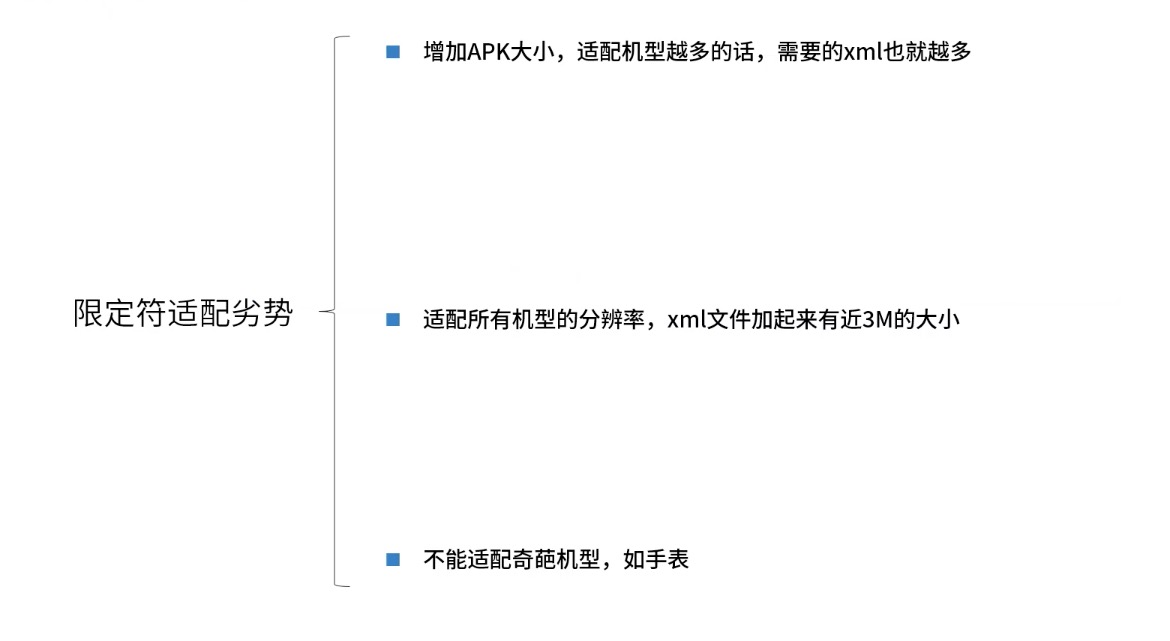 增加APK大小，适配机型越多的话，需要的xml也就越多
限定符适配劣势
适配所有机型的分辨率，xml文件加起来有近3M的大小
不能适配奇葩机型，如手表